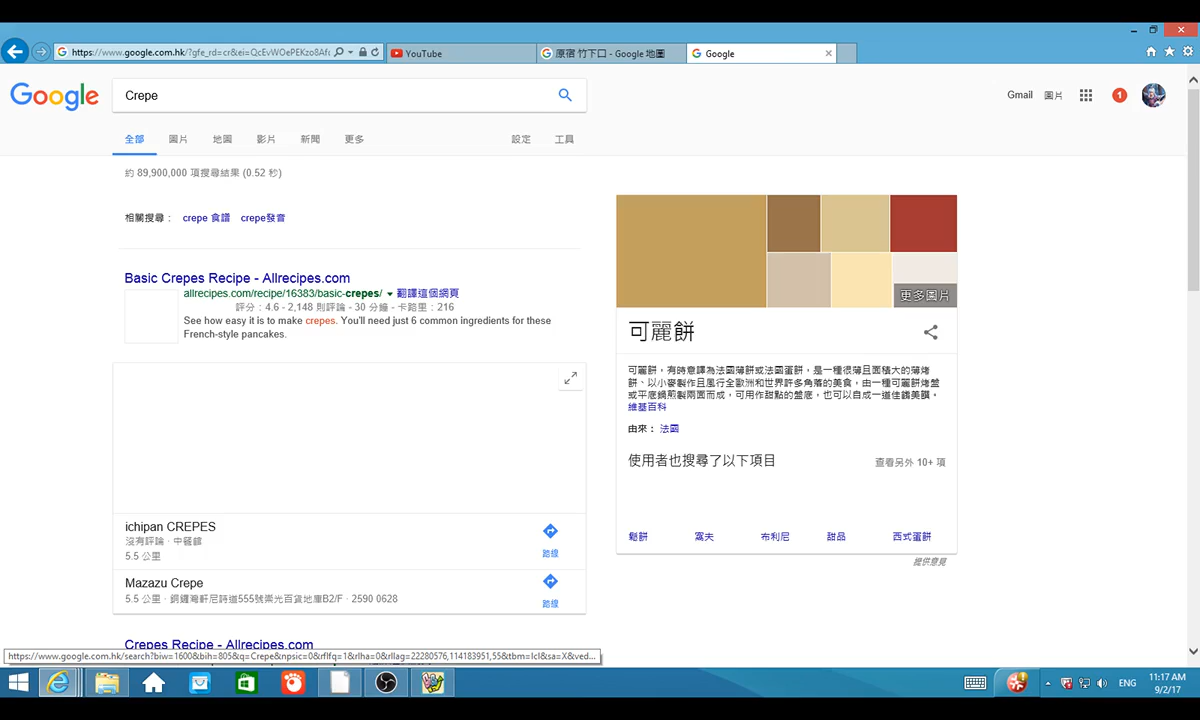 https://www.google.com.hk/?gfe_rd=cr&ei=QcEvWOePEKzo8Afu
YouTube
原宿 竹下口 - Google 地圖
Google
Google
Crepe
Gmail
圖片
1
全部
圖片
地圖
影片
新聞
更多
設定
工具
約 89,900,000 項搜尋結果 (0.52 秒)
相關搜尋： crepe 食譜 crepe發音
Basic Crepes Recipe - Allrecipes.com
allrecipes.com/recipe/16383/basic-crepes/ 翻譯這個網頁
評分：4.6 - 2,148 則評論 - 30 分鐘 - 卡路里：216
See how easy it is to make crepes. You'll need just 6 common ingredients for these
French-style pancakes.
ichipan CREPES
沒有評論 · 中餐館
5.5 公里
路線
Mazazu Crepe
5.5 公里 · 銅鑼灣軒尼詩道555號崇光百貨地庫B2/F · 2590 0628
路線
Crepes Recipe - Allrecipes.com
更多圖片
可麗餅
可麗餅，有時意譯為法國薄餅或法國蛋餅，是一種很薄且面積大的薄烤
餅、以小麥製作且風行全歐洲和世界許多角落的美食，由一種可麗餅烤盤
或平底鍋煎製兩面而成，可用作甜點的盤底，也可以自成一道佳餚美饌。
維基百科
由來： 法國
使用者也搜尋了以下項目
查看另外 10+ 項
鬆餅
窩夫
布利尼
甜品
西式蛋餅
提供意見
https://www.google.com.hk/search?biw=1600&bih=805&q=Crepe&npsic=0&rflfq=1&rlha=0&rllag=22280576,114183951,55&tbm=lcl&sa=X&ved...
ENG
11:17 AM
9/2/17